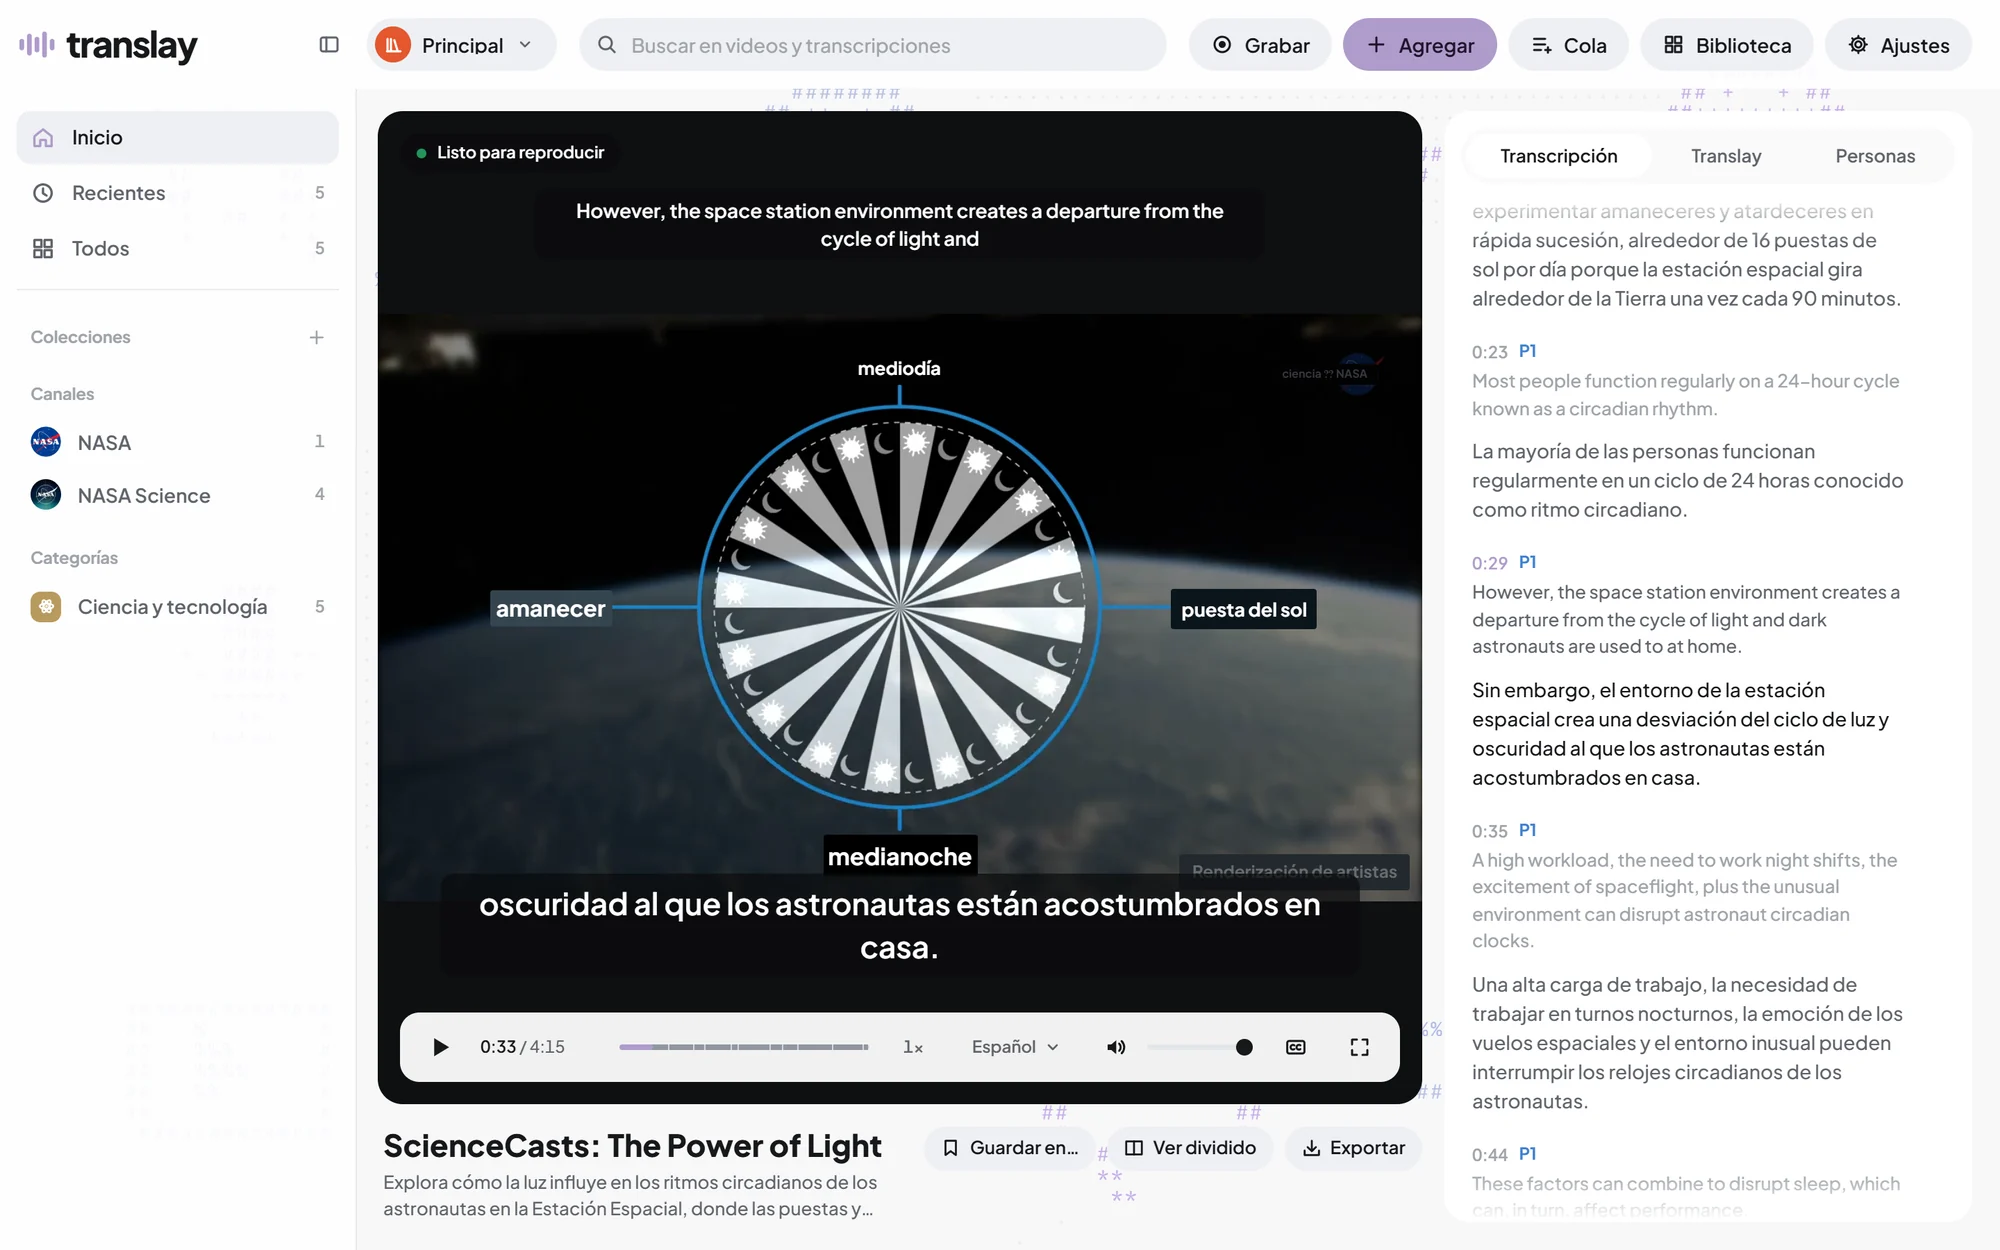 translay
Principal
Buscar en videos y transcripciones
Grabar
Agregar
Cola
Biblioteca
Ajustes
Inicio
Recientes 5
Todos 5
Colecciones
Canales
NASA 1
NASA Science 4
Categorías
Ciencia y tecnología 5
Listo para reproducir
However, the space station environment creates a departure from the
cycle of light and
mediodía
ciencia ?? NASA
amanecer
puesta del sol
medianoche
Renderización de artistas
oscuridad al que los astronautas están acostumbrados en
casa.
0:33 / 4:15
1×
Español
CC
ScienceCasts: The Power of Light
Guardar en...
Ver dividido
Exportar
Explora cómo la luz influye en los ritmos circadianos de los
astronautas en la Estación Espacial, donde las puestas y...
Transcripción
Translay
Personas
experimentar amaneceres y atardeceres en
rápida sucesión, alrededor de 16 puestas de
sol por día porque la estación espacial gira
alrededor de la Tierra una vez cada 90 minutos.
0:23 P1
Most people function regularly on a 24-hour cycle
known as a circadian rhythm.
La mayoría de las personas funcionan
regularmente en un ciclo de 24 horas conocido
como ritmo circadiano.
0:29 P1
However, the space station environment creates a
departure from the cycle of light and dark
astronauts are used to at home.
Sin embargo, el entorno de la estación
espacial crea una desviación del ciclo de luz y
oscuridad al que los astronautas están
acostumbrados en casa.
0:35 P1
A high workload, the need to work night shifts, the
excitement of spaceflight, plus the unusual
environment can disrupt astronaut circadian
clocks.
Una alta carga de trabajo, la necesidad de
trabajar en turnos nocturnos, la emoción de los
vuelos espaciales y el entorno inusual pueden
interrumpir los relojes circadianos de los
astronautas.
0:44 P1
These factors can combine to disrupt sleep, which
can, in turn, affect performance